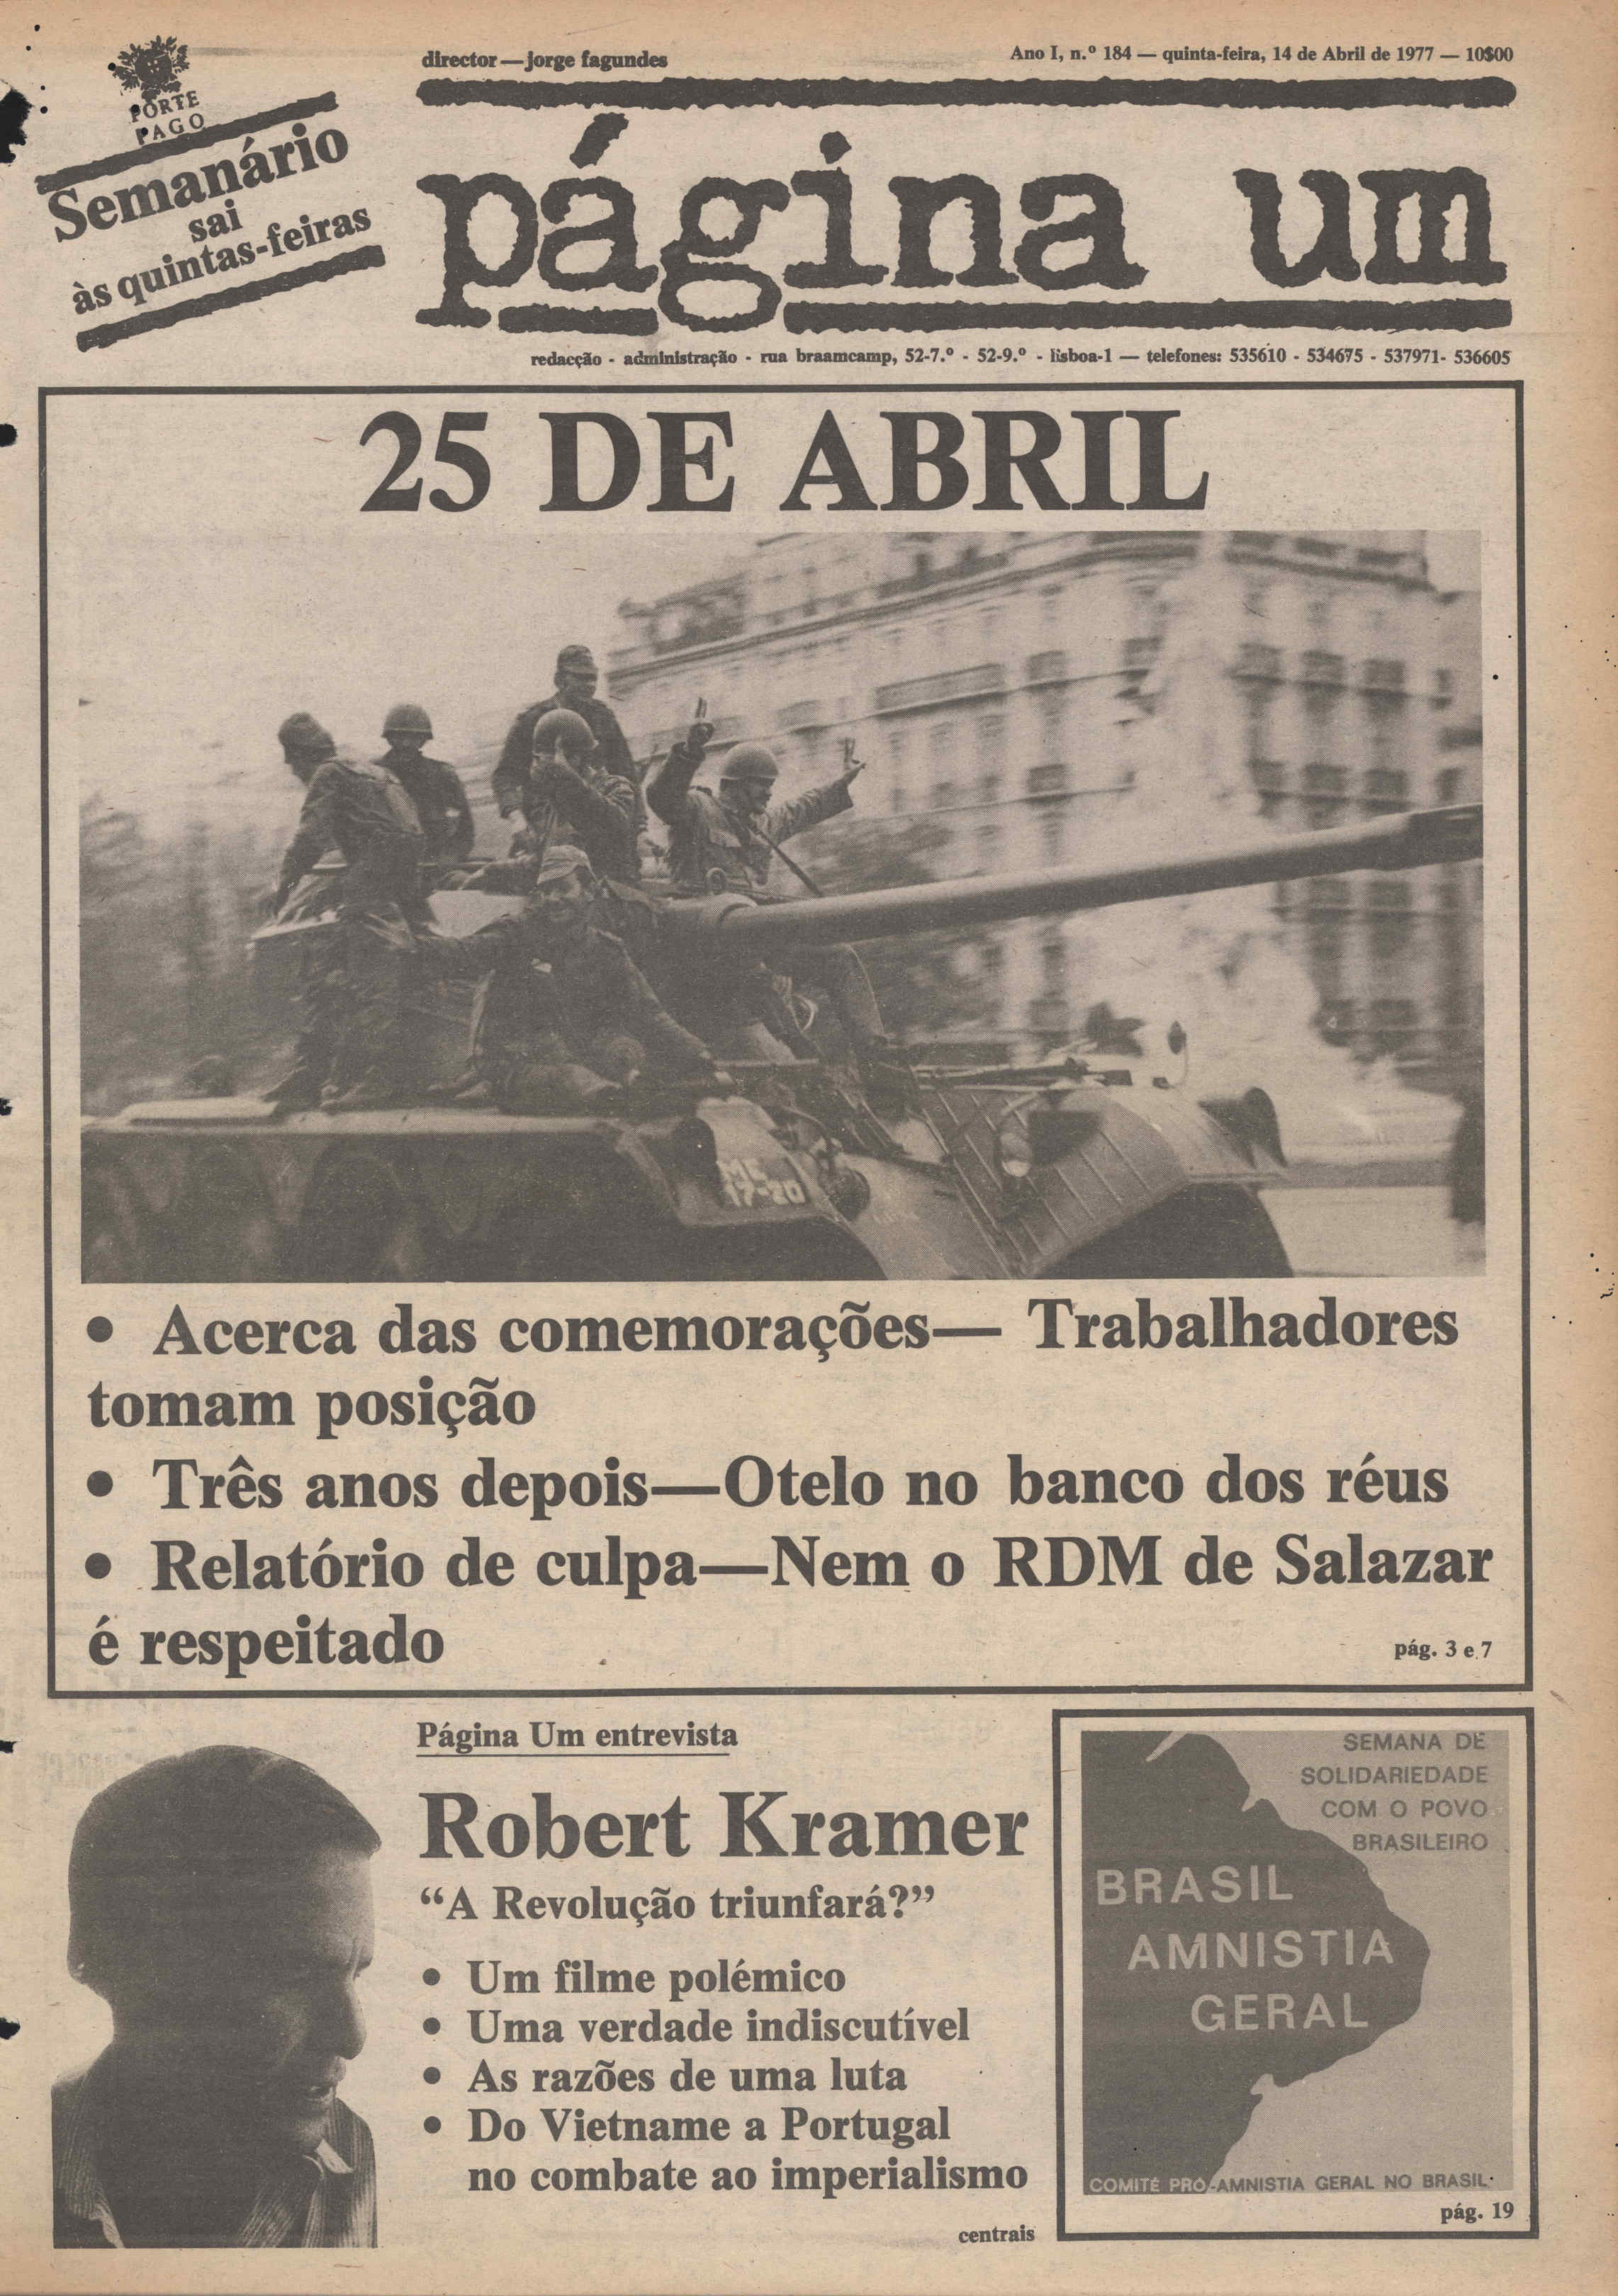 PORTE
PAGO
Semanário
sai
às quintas-feiras
director — jorge fagundes
Ano I, n.º 184 — quinta-feira, 14 de Abril de 1977 — 10$00
página um
redacção - administração - rua braamcamp, 52-7.º - 52-9.º - lisboa-1 — telefones: 535610 - 534675 - 537971- 536605
25 DE ABRIL
ME
17-20
• Acerca das comemorações— Trabalhadores
tomam posição
• Três anos depois—Otelo no banco dos réus
• Relatório de culpa—Nem o RDM de Salazar
é respeitado
pág. 3 e 7
Página Um entrevista
Robert Kramer
“A Revolução triunfará?”
• Um filme polémico
• Uma verdade indiscutível
• As razões de uma luta
• Do Vietname a Portugal
no combate ao imperialismo
centrais
SEMANA DE
SOLIDARIEDADE
COM O POVO
BRASILEIRO
BRASIL
AMNISTIA
GERAL
COMITÉ PRÓ-AMNISTIA GERAL NO BRASIL
pág. 19